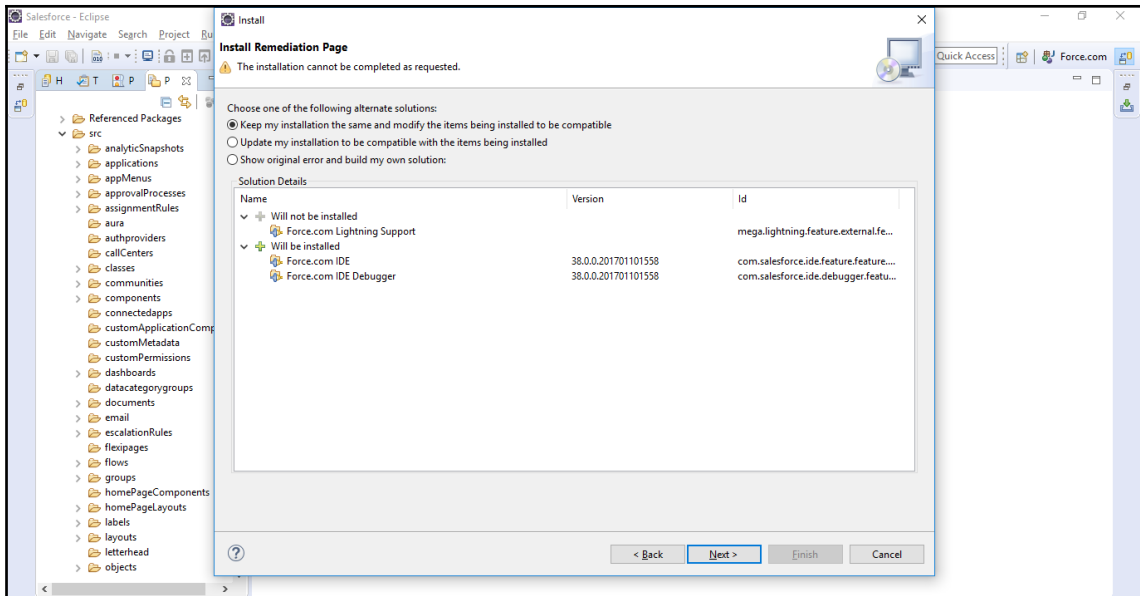 Salesforce - Eclipse
File Edit Navigate Search Project Ru
Quick Access
Force.com
H T P P
Referenced Packages
src
analyticSnapshots
applications
appMenus
approvalProcesses
assignmentRules
aura
authproviders
callCenters
classes
communities
components
connectedapps
customApplicationComp
customMetadata
customPermissions
dashboards
datacategorygroups
documents
email
escalationRules
flexipages
flows
groups
homePageComponents
homePageLayouts
labels
layouts
letterhead
objects
Install
Install Remediation Page
The installation cannot be completed as requested.
Choose one of the following alternate solutions:
Keep my installation the same and modify the items being installed to be compatible
Update my installation to be compatible with the items being installed
Show original error and build my own solution:
Solution Details
Name Version Id
Will not be installed
Force.com Lightning Support mega.lightning.feature.external.fe...
Will be installed
Force.com IDE 38.0.0.201701101558 com.salesforce.ide.feature.feature....
Force.com IDE Debugger 38.0.0.201701101558 com.salesforce.ide.debugger.featu...
? < Back Next > Finish Cancel